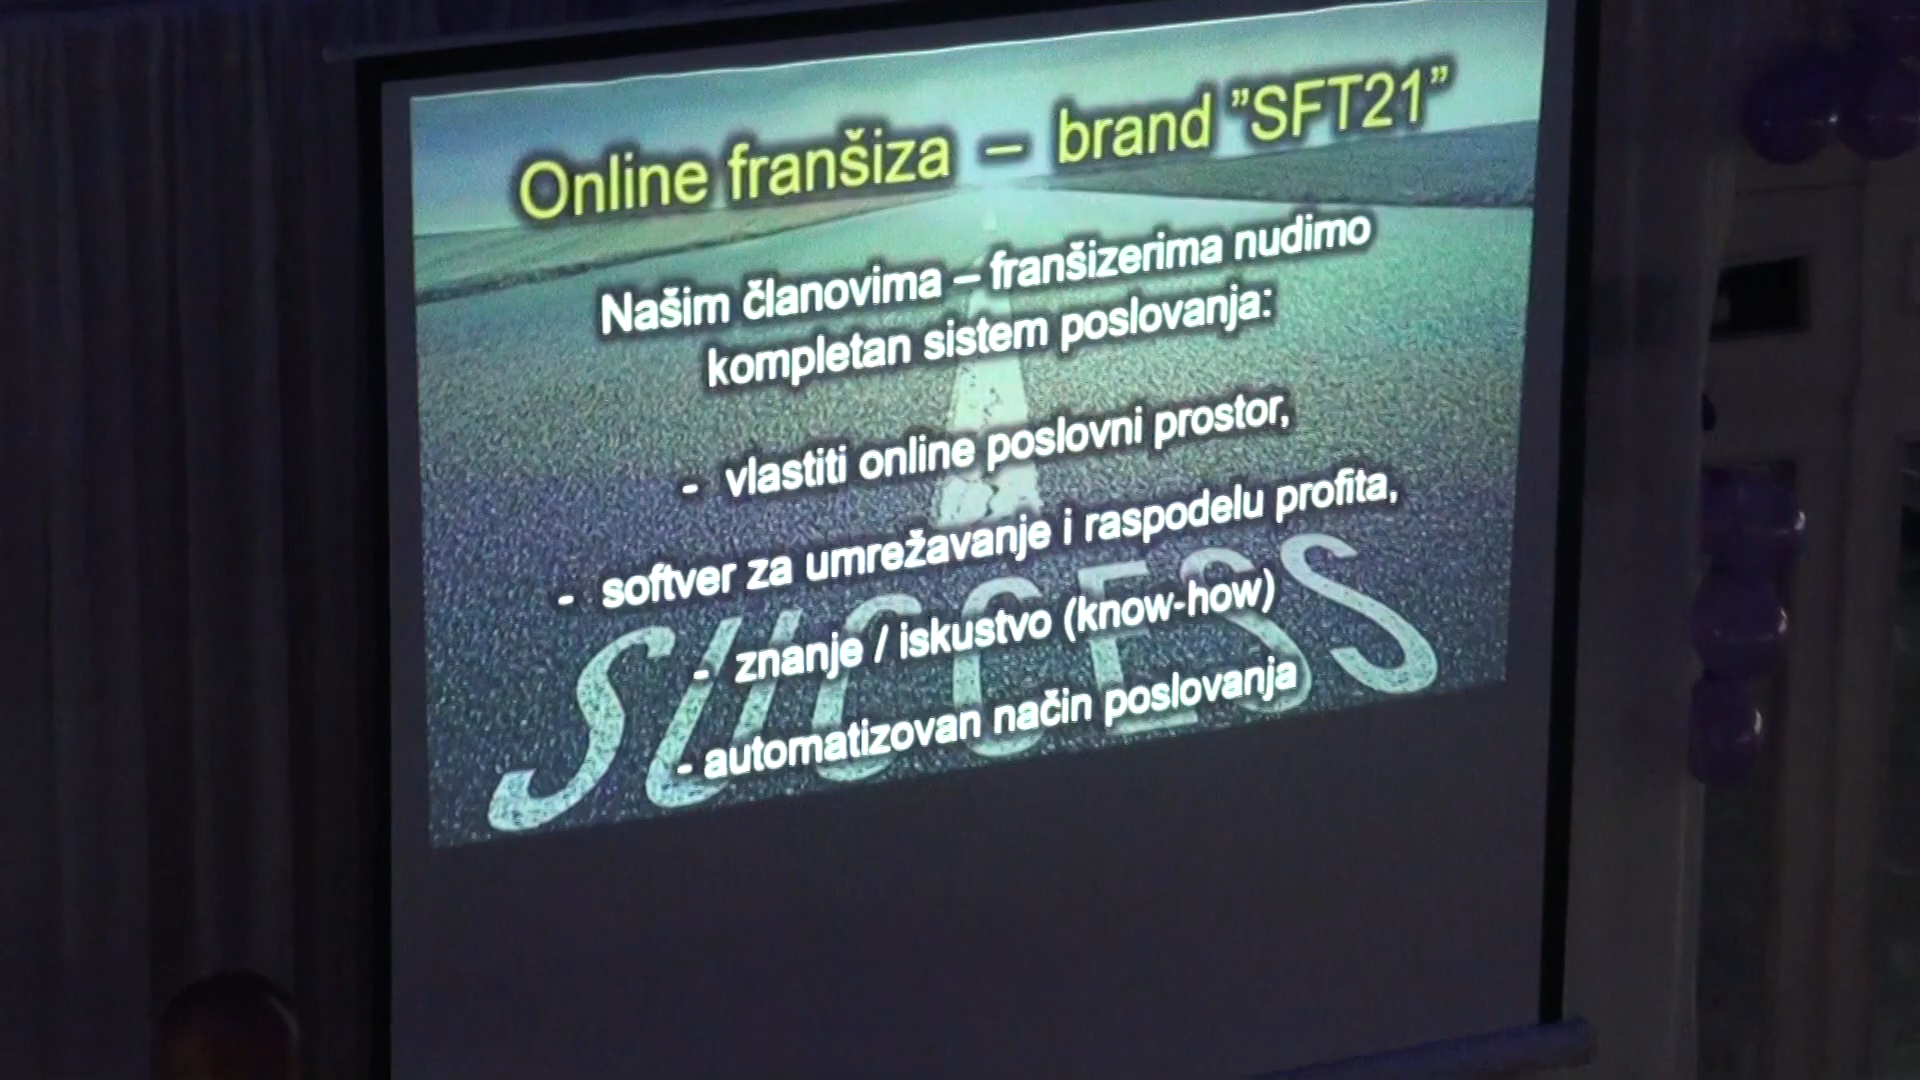 Online franšiza – brand ”SFT21”
Našim članovima – franšizerima nudimo
kompletan sistem poslovanja:
- vlastiti online poslovni prostor,
- softver za umrežavanje i raspodelu profita,
- znanje / iskustvo (know-how)
- automatizovan način poslovanja
SUCCESS